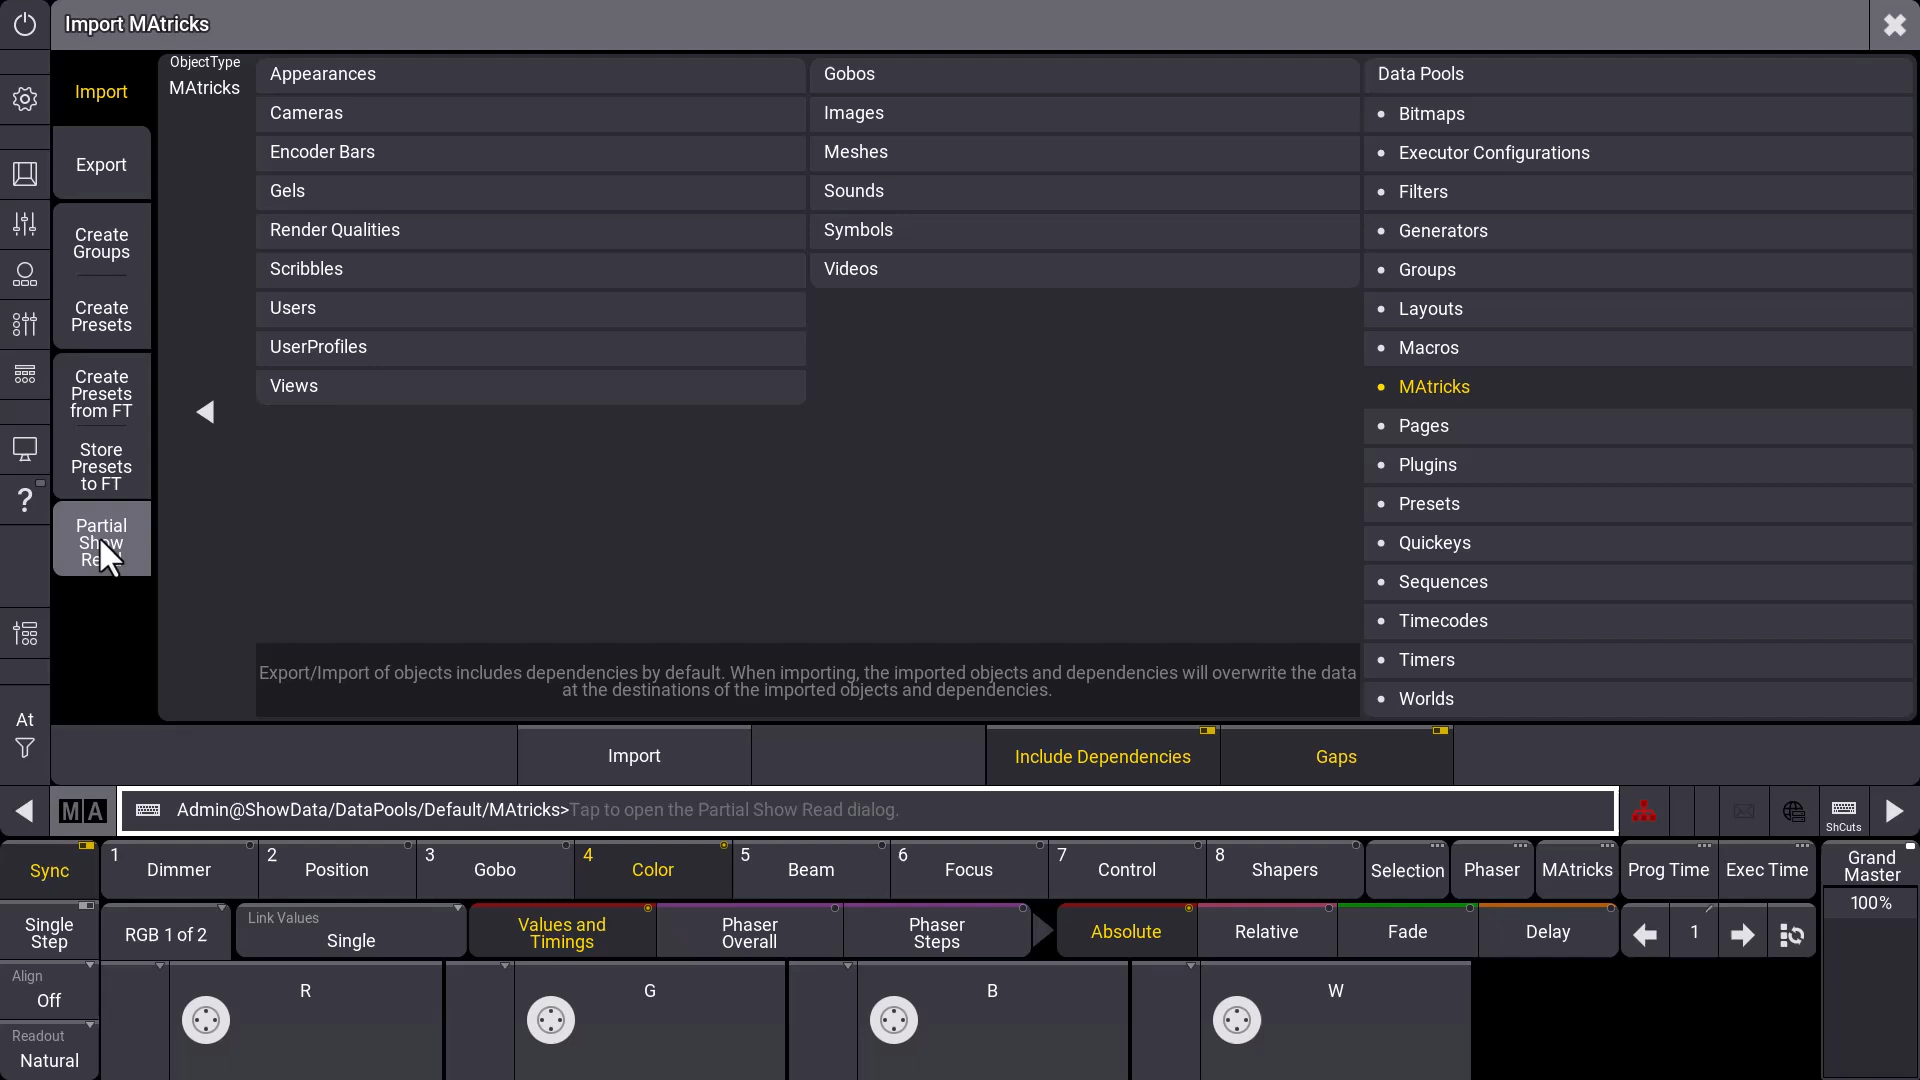 Import MAtricks
Import
Export
Create
Groups
Create
Presets
Create
Presets
from FT
Store
Presets
to FT
Partial
Show
ObjectType
MAtricks
Appearances
Cameras
Encoder Bars
Gels
Render Qualities
Scribbles
Users
UserProfiles
Views
Gobos
Images
Meshes
Sounds
Symbols
Videos
Data Pools
• Bitmaps
• Executor Configurations
• Filters
• Generators
• Groups
• Layouts
• Macros
• MAtricks
• Pages
• Plugins
• Presets
• Quickeys
• Sequences
• Timecodes
• Timers
• Worlds
Export/Import of objects includes dependencies by default. When importing, the imported objects and dependencies will overwrite the data
at the destinations of the imported objects and dependencies.
?
At
Import
Include Dependencies
Gaps
MA
Admin@ShowData/DataPools/Default/MAtricks>Tap to open the Partial Show Read dialog.
ShCuts
Sync
1 Dimmer
2 Position
3 Gobo
4 Color
5 Beam
6 Focus
7 Control
8 Shapers
Selection
Phaser
MAtricks
Prog Time
Exec Time
Grand
Master
100%
Single
Step
RGB 1 of 2
Link Values
Single
Values and
Timings
Phaser
Overall
Phaser
Steps
Absolute
Relative
Fade
Delay
1
Align
Off
Readout
Natural
R
G
B
W